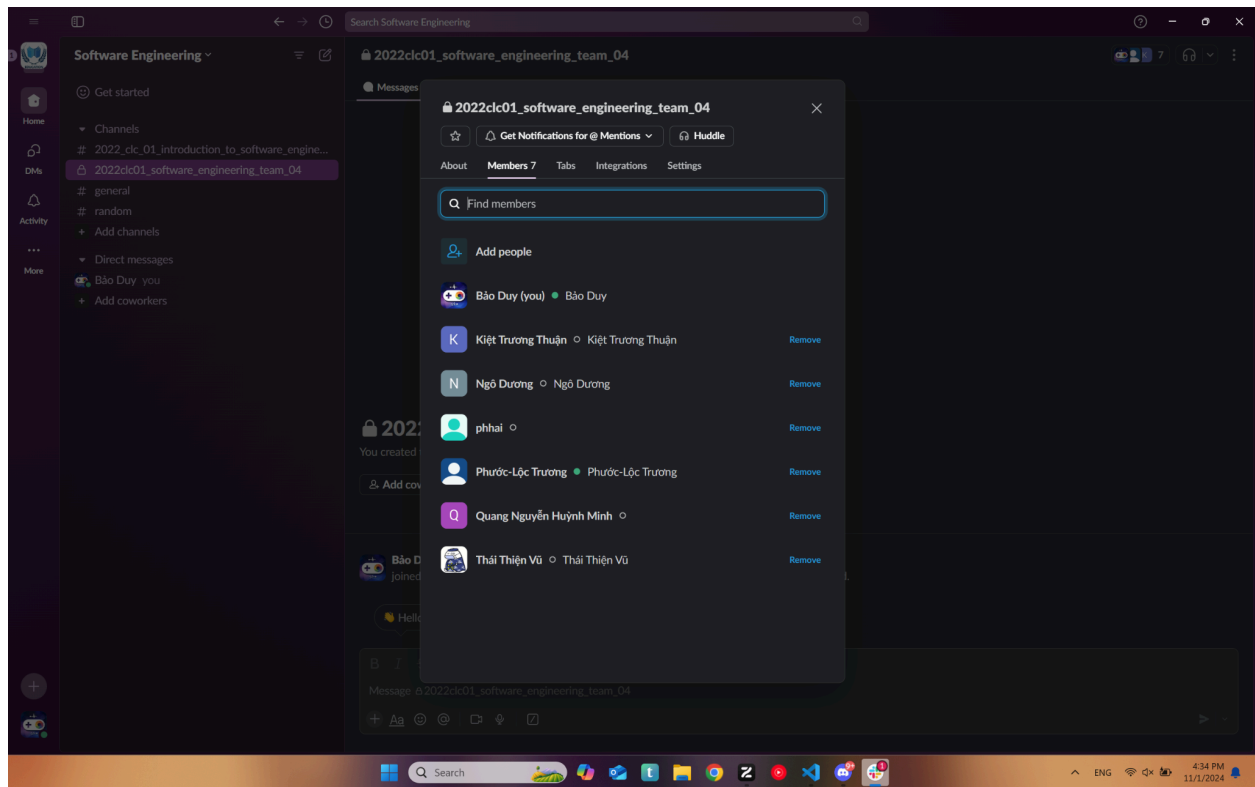 Search Software Engineering
Software Engineering
2022clc01_software_engineering_team_04
7
Get started
Messages
Home
Channels
# 2022_clc_01_introduction_to_software_engine...
DMs
2022clc01_software_engineering_team_04
# general
# random
Activity
+ Add channels
Direct messages
More
Bảo Duy you
+ Add coworkers
2022clc01_software_engineering_team_04
Get Notifications for @ Mentions
Huddle
About Members 7 Tabs Integrations Settings
Find members
Add people
Bảo Duy (you) Bảo Duy
K Kiệt Trương Thuận Kiệt Trương Thuận Remove
N Ngô Dương Ngô Dương Remove
phhai Remove
Phước-Lộc Trương Phước-Lộc Trương Remove
Q Quang Nguyễn Huỳnh Minh Remove
Thái Thiện Vũ Thái Thiện Vũ Remove
You created
Bảo D
joined
Hello
B I
Message 2022clc01_software_engineering_team_04
Aa
Search
ENG
4:34 PM
11/1/2024